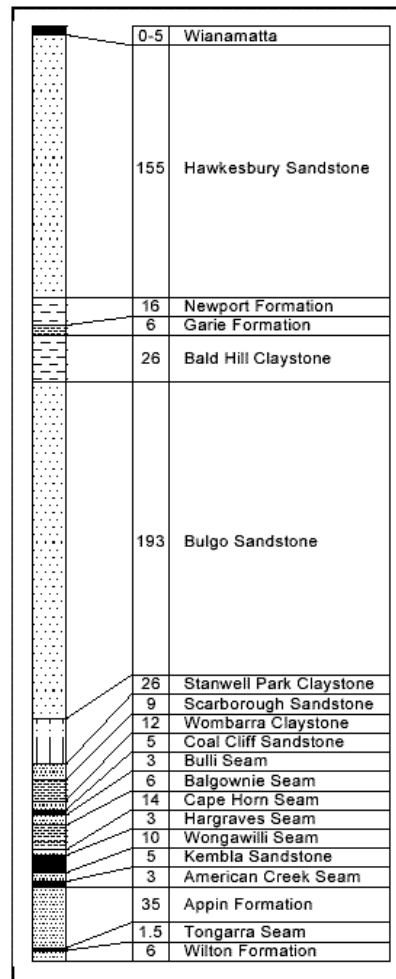 0-5 Wianamatta
155 Hawkesbury Sandstone
16 Newport Formation
6 Garie Formation
26 Bald Hill Claystone
193 Bulgo Sandstone
26 Stanwell Park Claystone
9 Scarborough Sandstone
12 Wombarra Claystone
5 Coal Cliff Sandstone
3 Bulli Seam
6 Balgownie Seam
14 Cape Horn Seam
3 Hargraves Seam
10 Wongawilli Seam
5 Kembla Sandstone
3 American Creek Seam
35 Appin Formation
1.5 Tongarra Seam
6 Wilton Formation